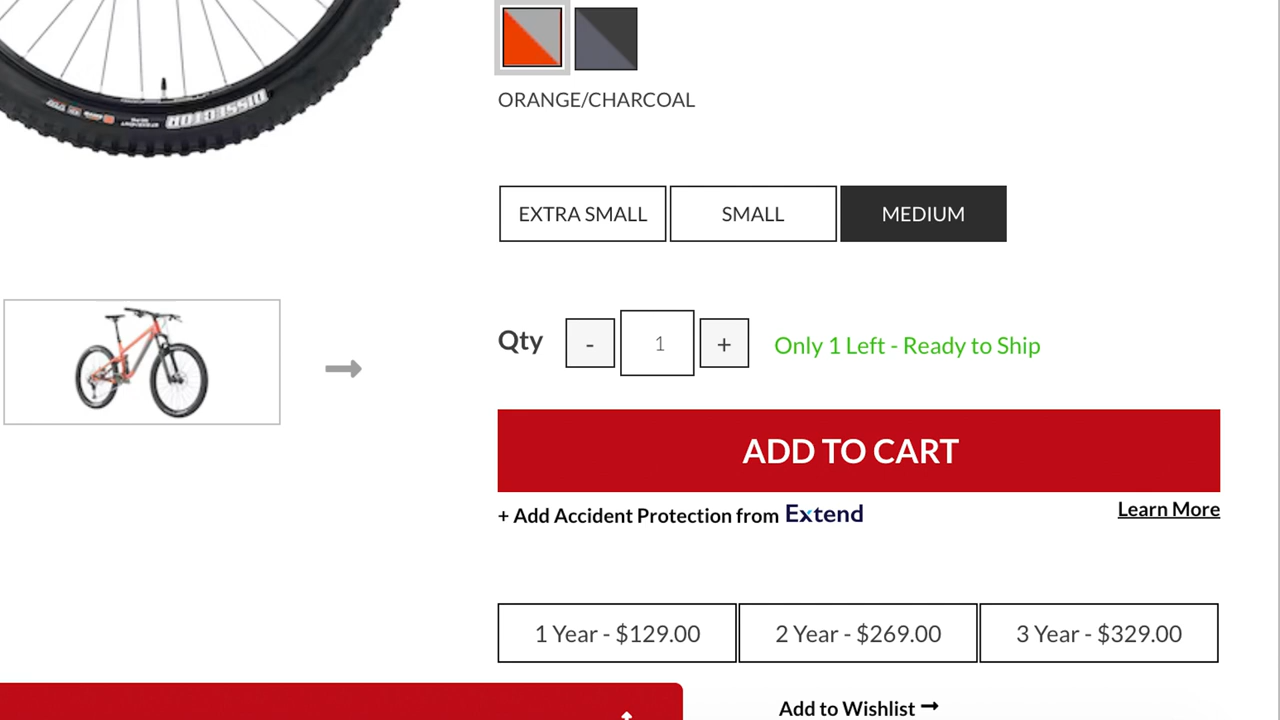 DISSECTOR
ORANGE/CHARCOAL
EXTRA SMALL
SMALL
MEDIUM
Qty
-
1
+
Only 1 Left - Ready to Ship
ADD TO CART
+ Add Accident Protection from Extend
Learn More
1 Year - $129.00
2 Year - $269.00
3 Year - $329.00
Add to Wishlist